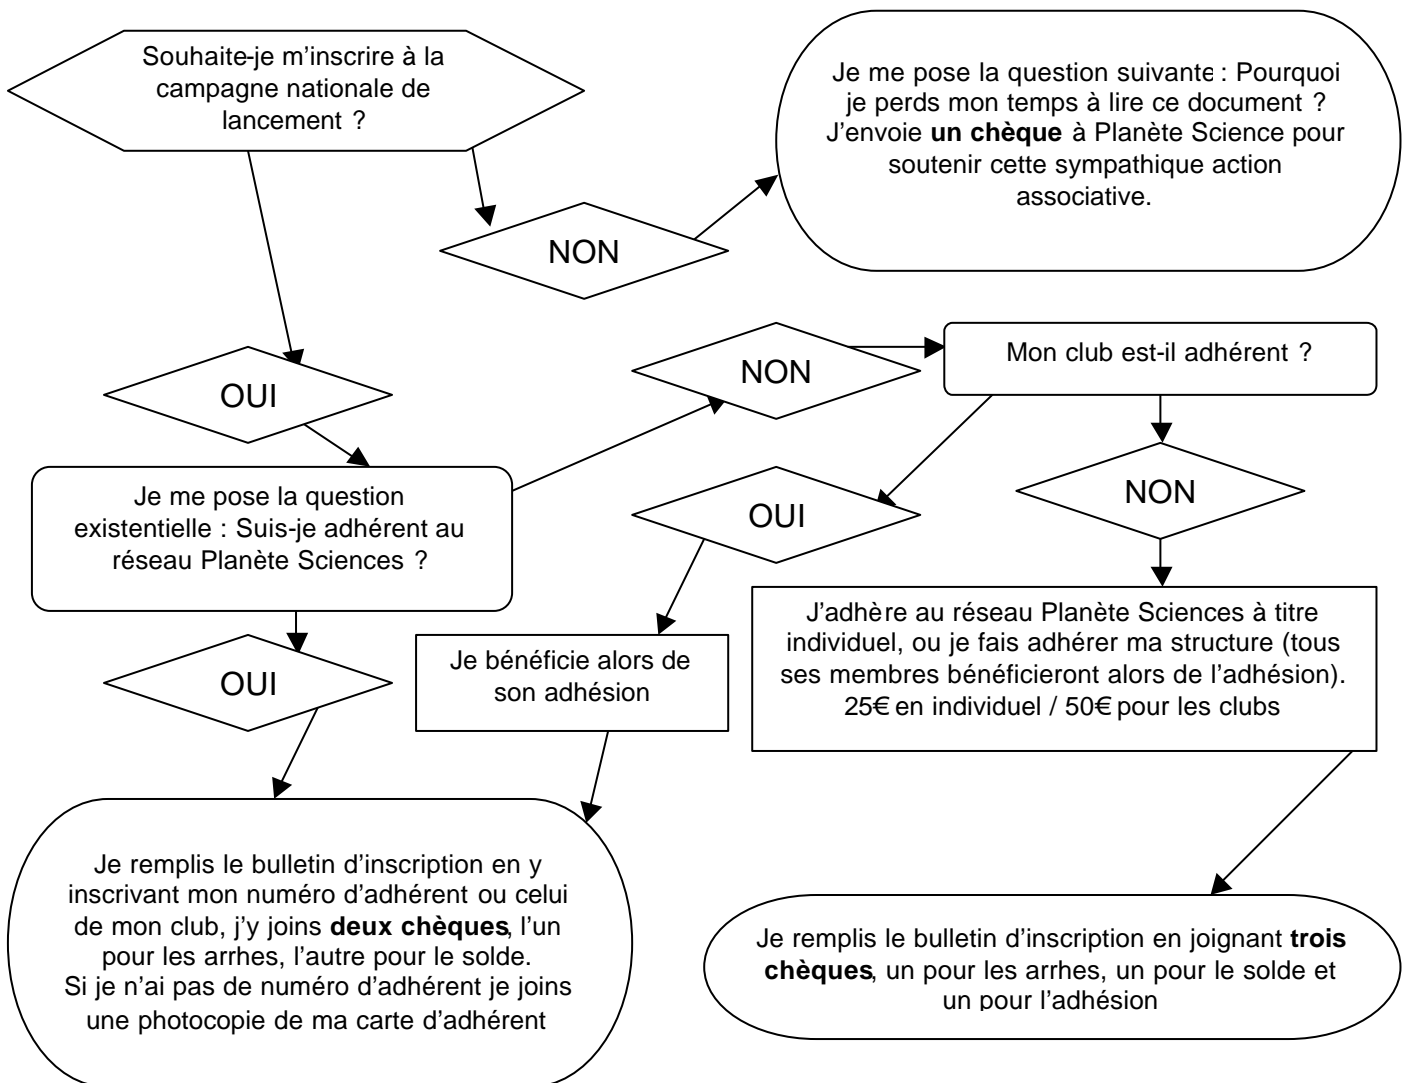 Souhaite-je m’inscrire à la
campagne nationale de
lancement ?
Je me pose la question suivante : Pourquoi
je perds mon temps à lire ce document ?
J’envoie un chèque à Planète Science pour
soutenir cette sympathique action
associative.
NON
OUI
NON
Mon club est-il adhérent ?
Je me pose la question
existentielle : Suis-je adhérent au
réseau Planète Sciences ?
OUI
NON
OUI
Je bénéficie alors de
son adhésion
J’adhère au réseau Planète Sciences à titre
individuel, ou je fais adhérer ma structure (tous
ses membres bénéficieront alors de l’adhésion).
25€ en individuel / 50€ pour les clubs
Je remplis le bulletin d’inscription en y
inscrivant mon numéro d’adhérent ou celui
de mon club, j’y joins deux chèques, l’un
pour les arrhes, l’autre pour le solde.
Si je n’ai pas de numéro d’adhérent je joins
une photocopie de ma carte d’adhérent
Je remplis le bulletin d’inscription en joignant trois
chèques, un pour les arrhes, un pour le solde et
un pour l’adhésion